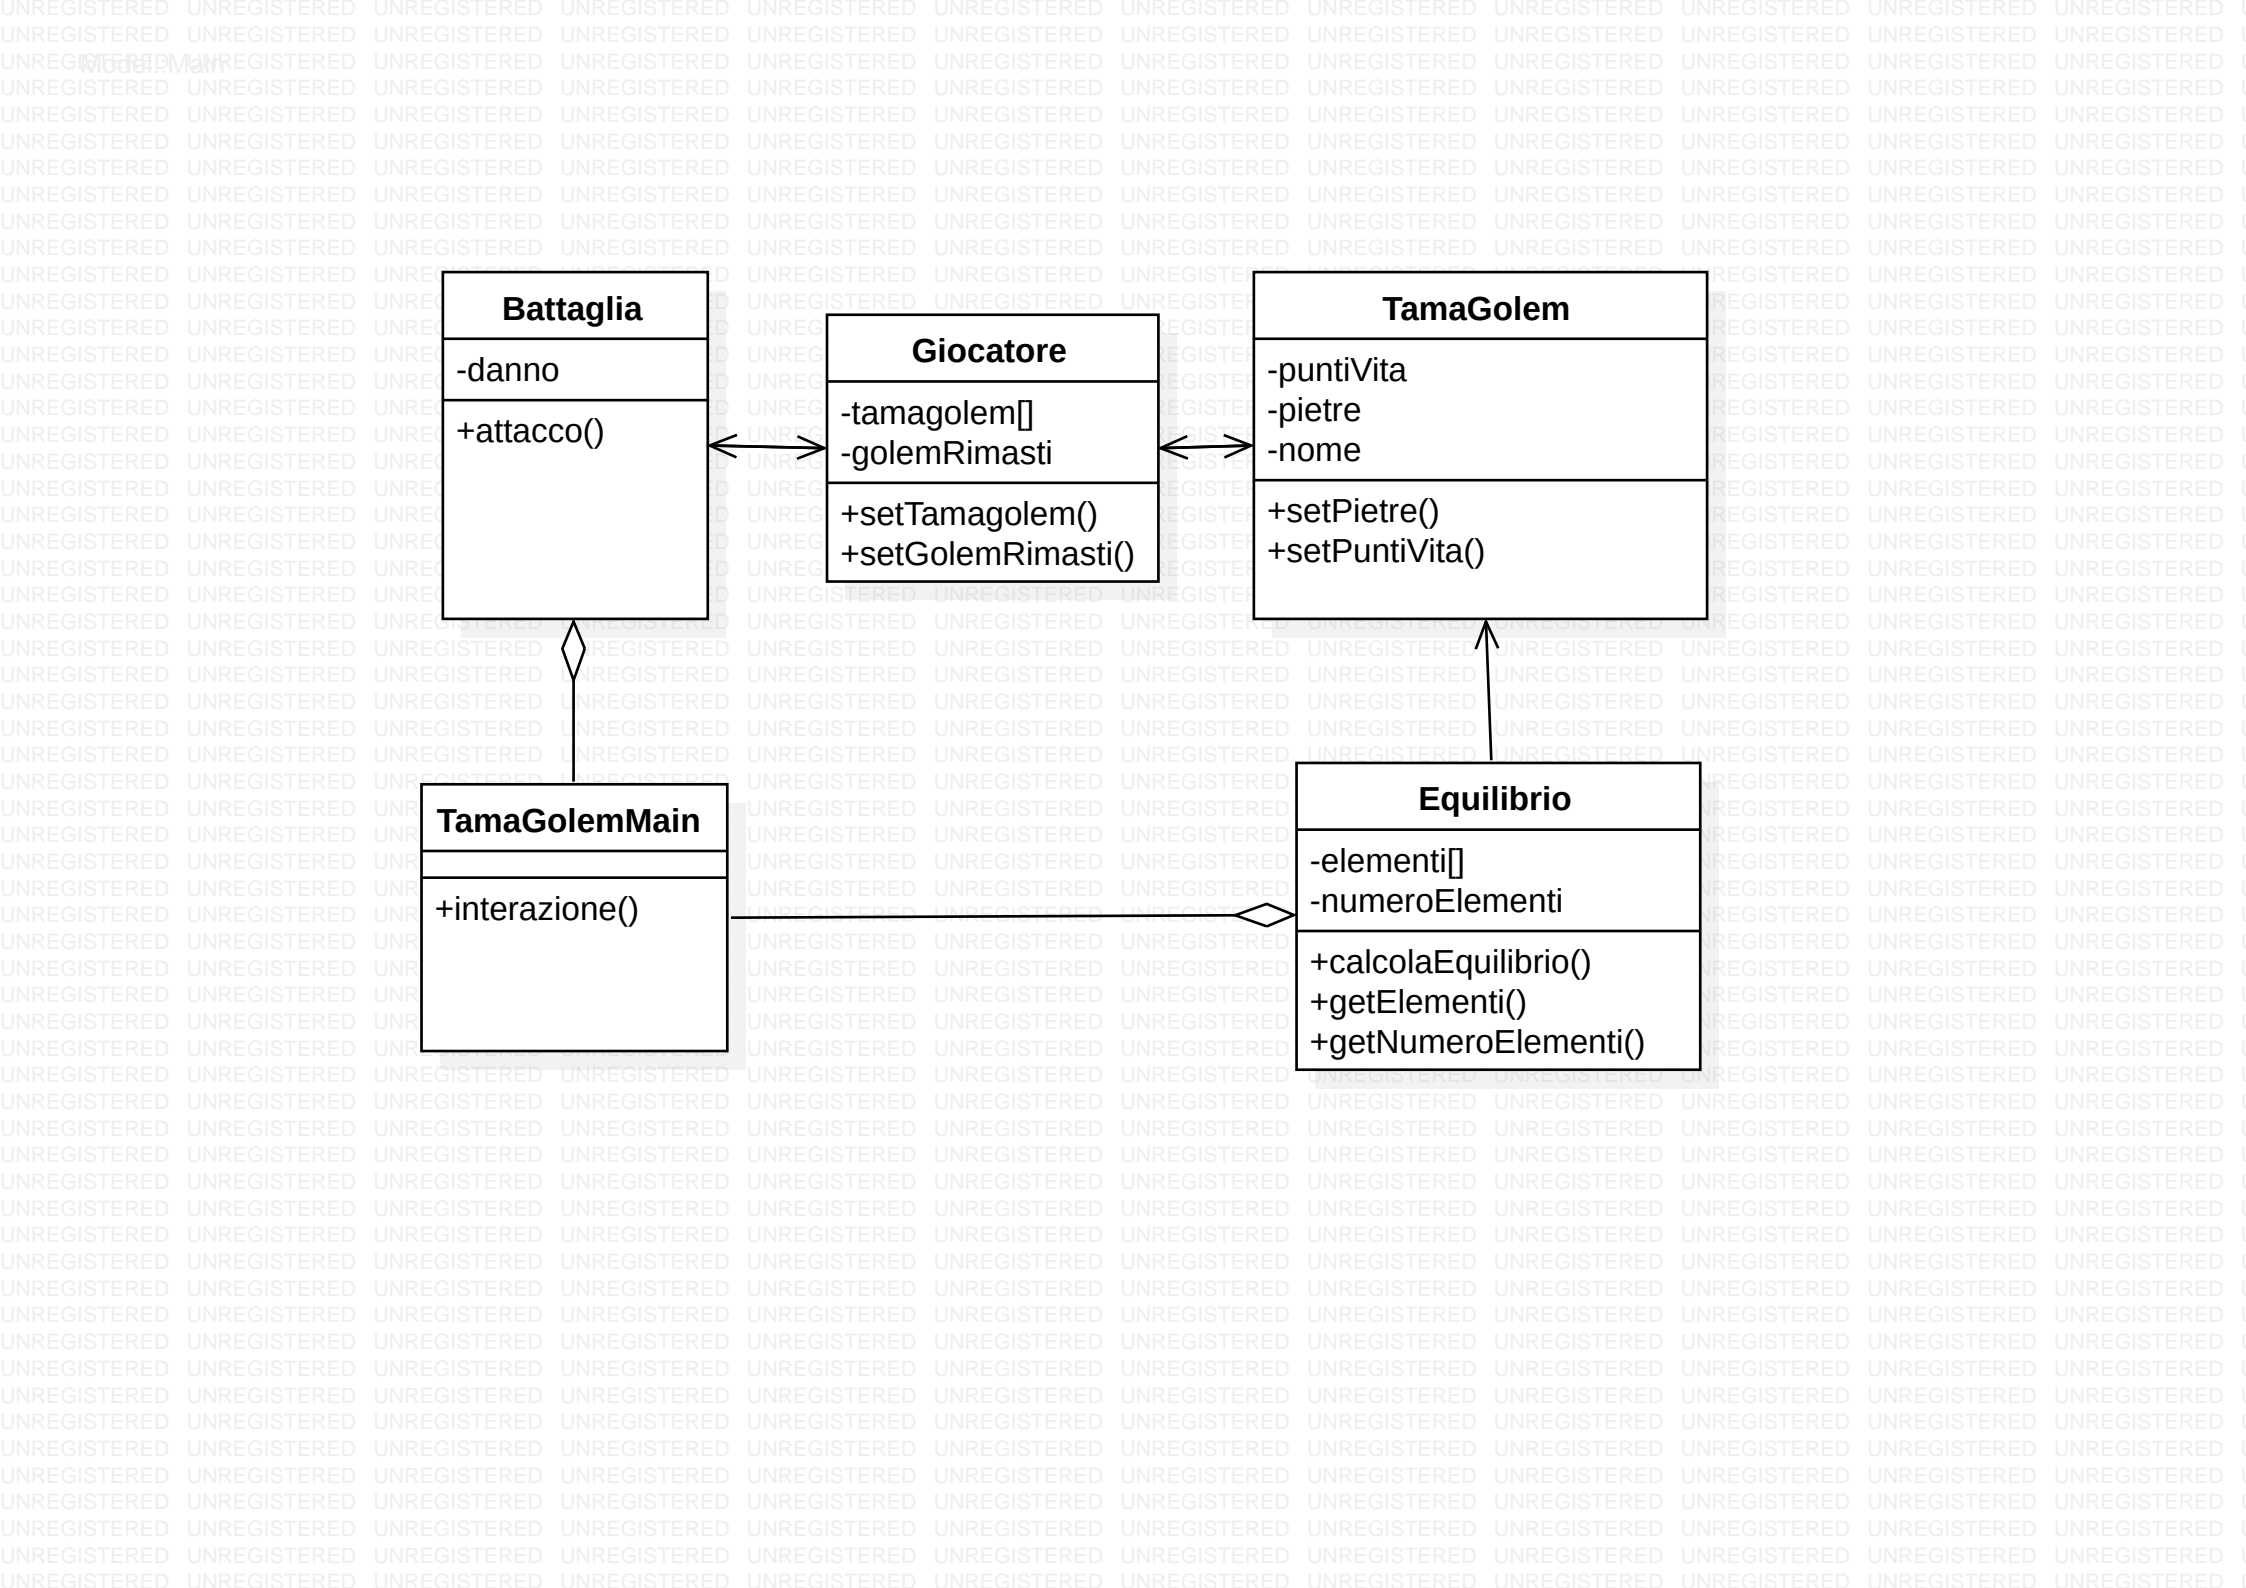 Model::Main
Battaglia
-danno
+attacco()
Giocatore
-tamagolem[]
-golemRimasti
+setTamagolem()
+setGolemRimasti()
TamaGolem
-puntiVita
-pietre
-nome
+setPietre()
+setPuntiVita()
TamaGolemMain
+interazione()
Equilibrio
-elementi[]
-numeroElementi
+calcolaEquilibrio()
+getElementi()
+getNumeroElementi()
UNREGISTERED